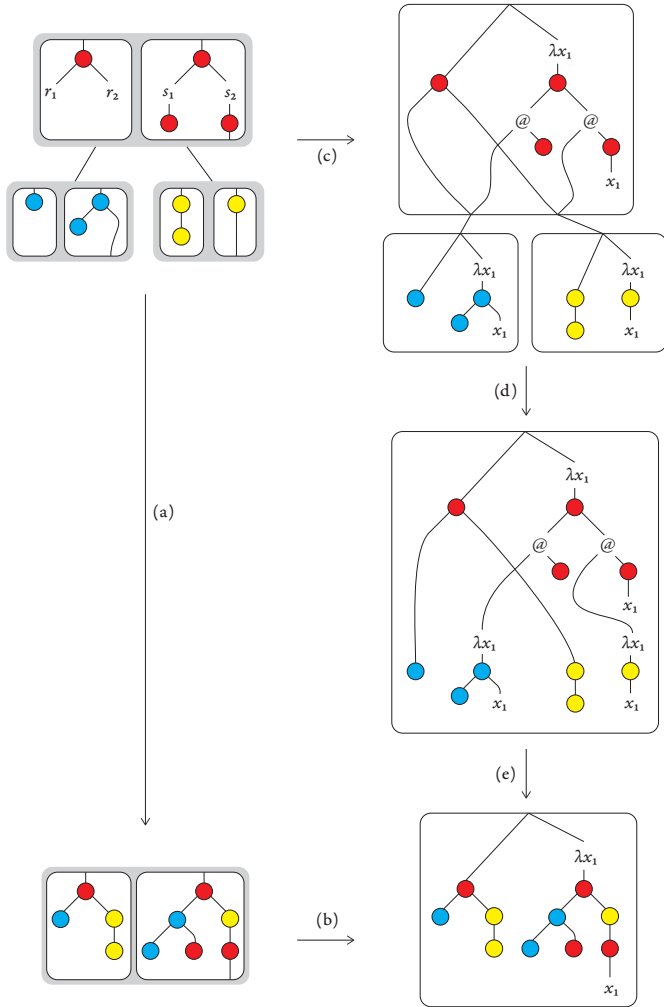 λx₁
r₁ r₂ s₁ s₂
@ @
(c)
x₁
λx₁ λx₁
x₁ x₁
(d)
λx₁
(a)
@ @
x₁
λx₁ λx₁
x₁ x₁
(e)
λx₁
(b)
x₁